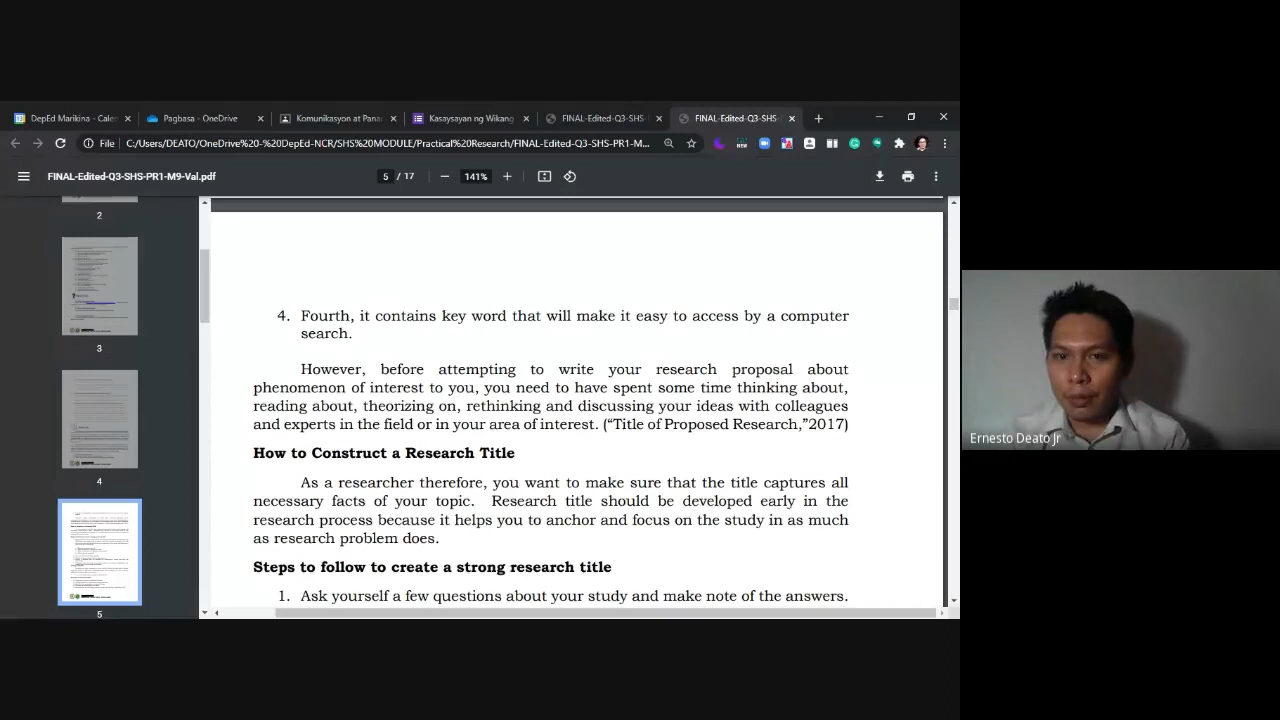 DepEd Marikina - Cale
Pagbasa - OneDrive
Komunikasyon at Pana
Kasaysayan ng Wikang
FINAL-Edited-Q3-SHS-
FINAL-Edited-Q3-SHS-
File
C:/Users/DEATO/OneDrive%20-%20DepEd-NCR/SHS%20MODULE/Practical%20Research/FINAL-Edited-Q3-SHS-PR1-M...
FINAL-Edited-Q3-SHS-PR1-M9-Val.pdf
5 / 17
141%
2
3
4
5
4. Fourth, it contains key word that will make it easy to access by a computer
search.
However, before attempting to write your research proposal about
phenomenon of interest to you, you need to have spent some time thinking about,
reading about, theorizing on, rethinking and discussing your ideas with colleagues
and experts in the field or in your area of interest. (“Title of Proposed Research,”2017)
How to Construct a Research Title
As a researcher therefore, you want to make sure that the title captures all
necessary facts of your topic. Research title should be developed early in the
research process because it helps you to anchor and focus on the study in as much
as research problem does.
Steps to follow to create a strong research title
1. Ask yourself a few questions about your study and make note of the answers.
Ernesto Deato Jr